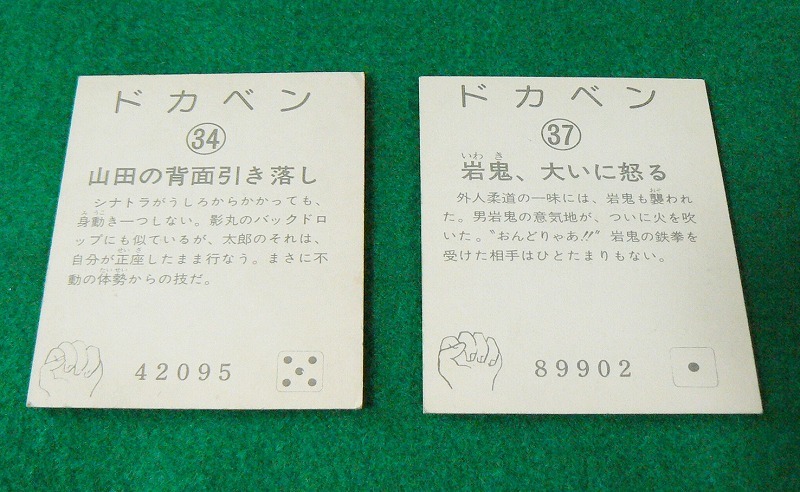 ドカベン
㉞
山田の背面引き落し
シナトラがうしろからかかっても、
身動き一つしない。影丸のバックドロ
ップにも似ているが、太郎のそれは、
自分が正座したまま行なう。まさに不
動の体勢からの技だ。
42095
ドカベン
㊲
岩鬼、大いに怒る
外人柔道の一味には、岩鬼も襲われ
た。男岩鬼の意気地が、ついに火を吹
いた。〝おんどりゃあ!!〟岩鬼の鉄拳を
受けた相手はひとたまりもない。
89902